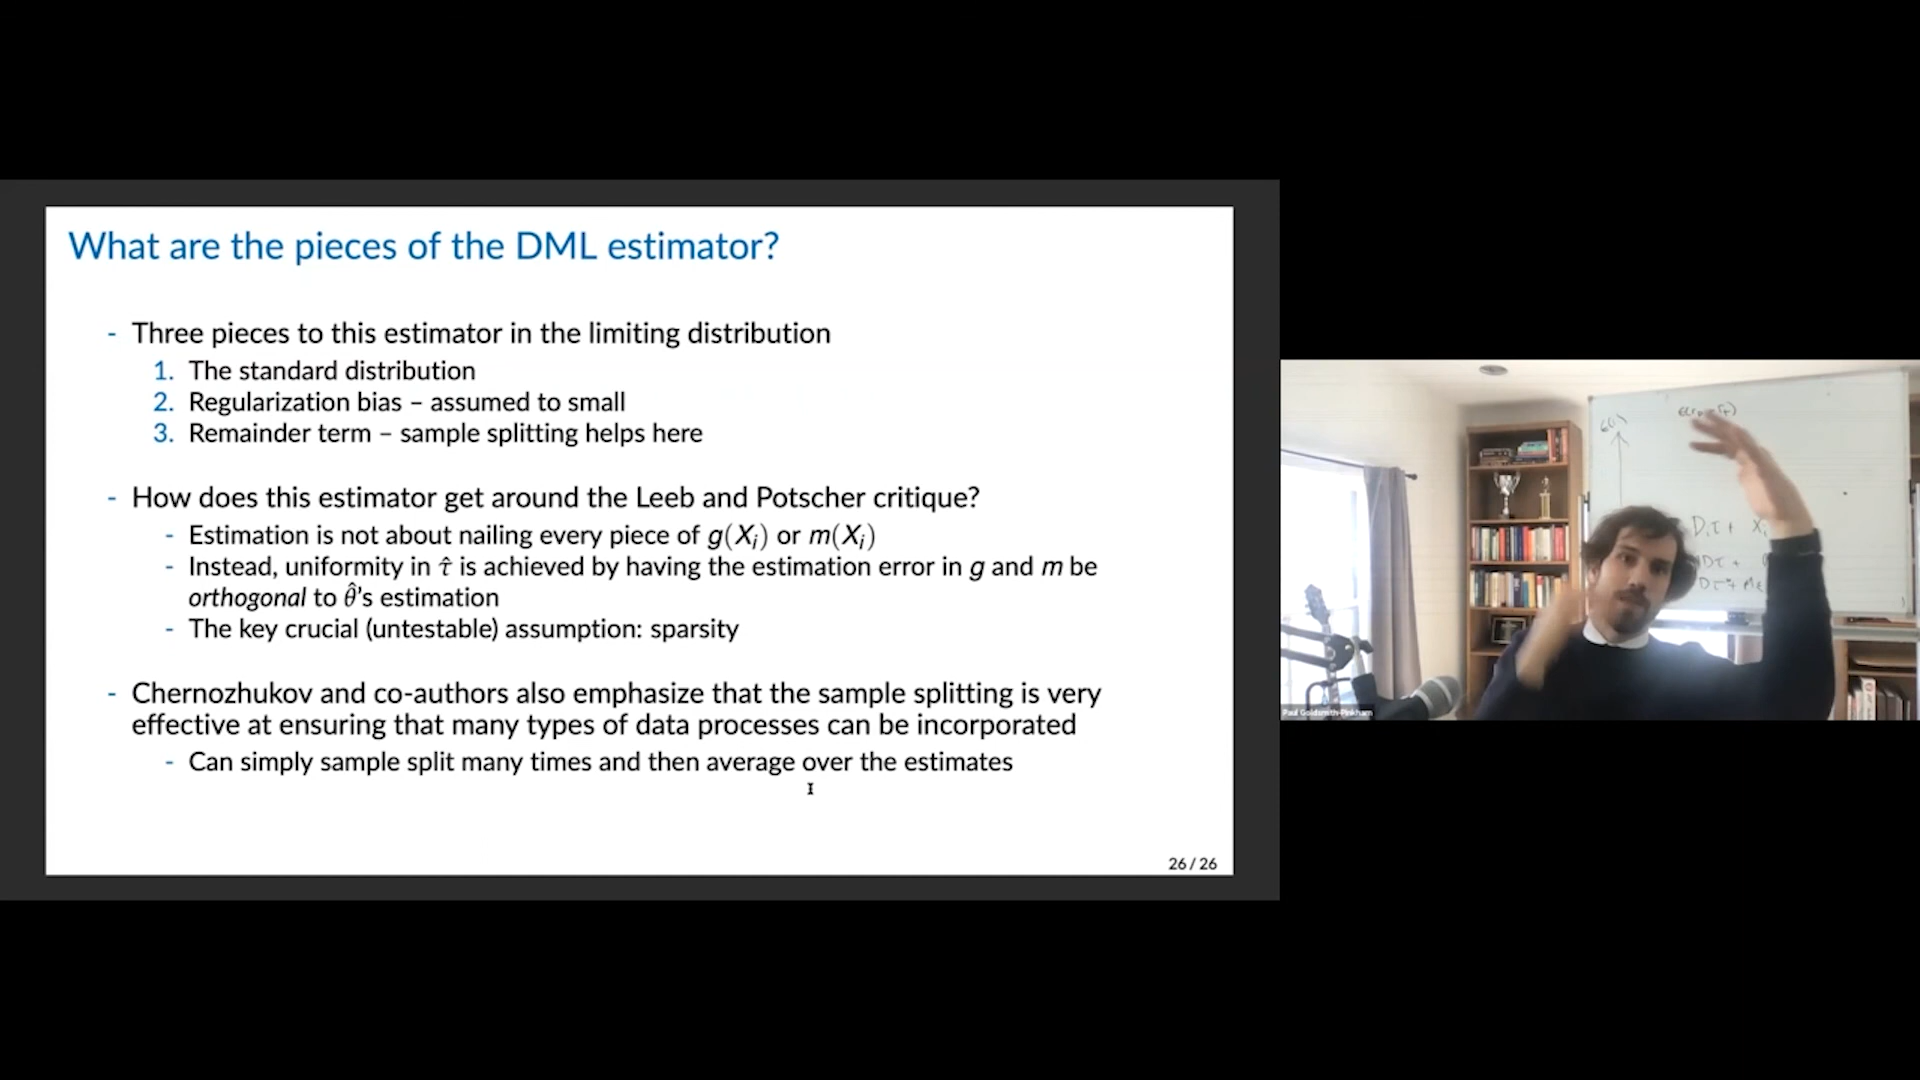 What are the pieces of the DML estimator?
- Three pieces to this estimator in the limiting distribution
1. The standard distribution
2. Regularization bias – assumed to small
3. Remainder term – sample splitting helps here
- How does this estimator get around the Leeb and Potscher critique?
- Estimation is not about nailing every piece of g(Xᵢ) or m(Xᵢ)
- Instead, uniformity in τ̂ is achieved by having the estimation error in g and m be
orthogonal to θ̂'s estimation
- The key crucial (untestable) assumption: sparsity
- Chernozhukov and co-authors also emphasize that the sample splitting is very
effective at ensuring that many types of data processes can be incorporated
- Can simply sample split many times and then average over the estimates
26 / 26
Paul Goldsmith-Pinkham